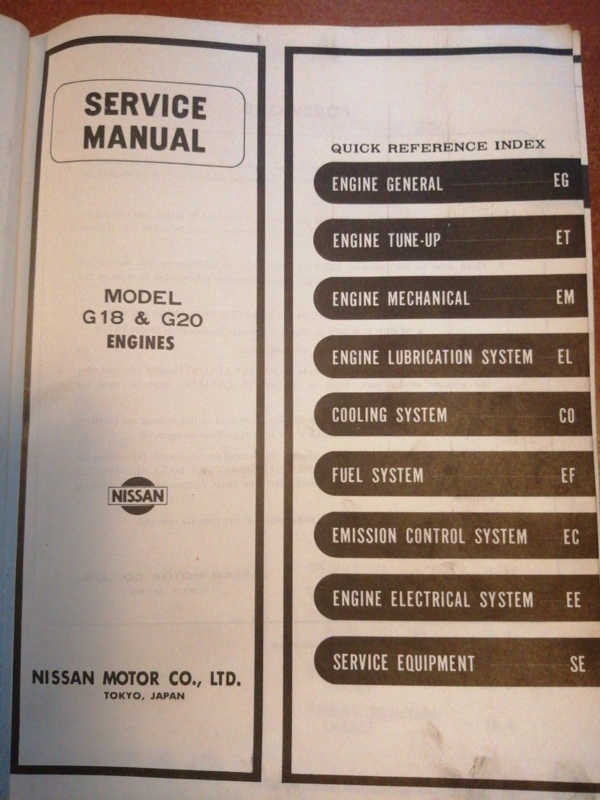 SERVICE
MANUAL
MODEL
G18 & G20
ENGINES
NISSAN
NISSAN MOTOR CO., LTD.
TOKYO, JAPAN
QUICK REFERENCE INDEX
ENGINE GENERAL EG
ENGINE TUNE-UP ET
ENGINE MECHANICAL EM
ENGINE LUBRICATION SYSTEM EL
COOLING SYSTEM CO
FUEL SYSTEM EF
EMISSION CONTROL SYSTEM EC
ENGINE ELECTRICAL SYSTEM EE
SERVICE EQUIPMENT SE